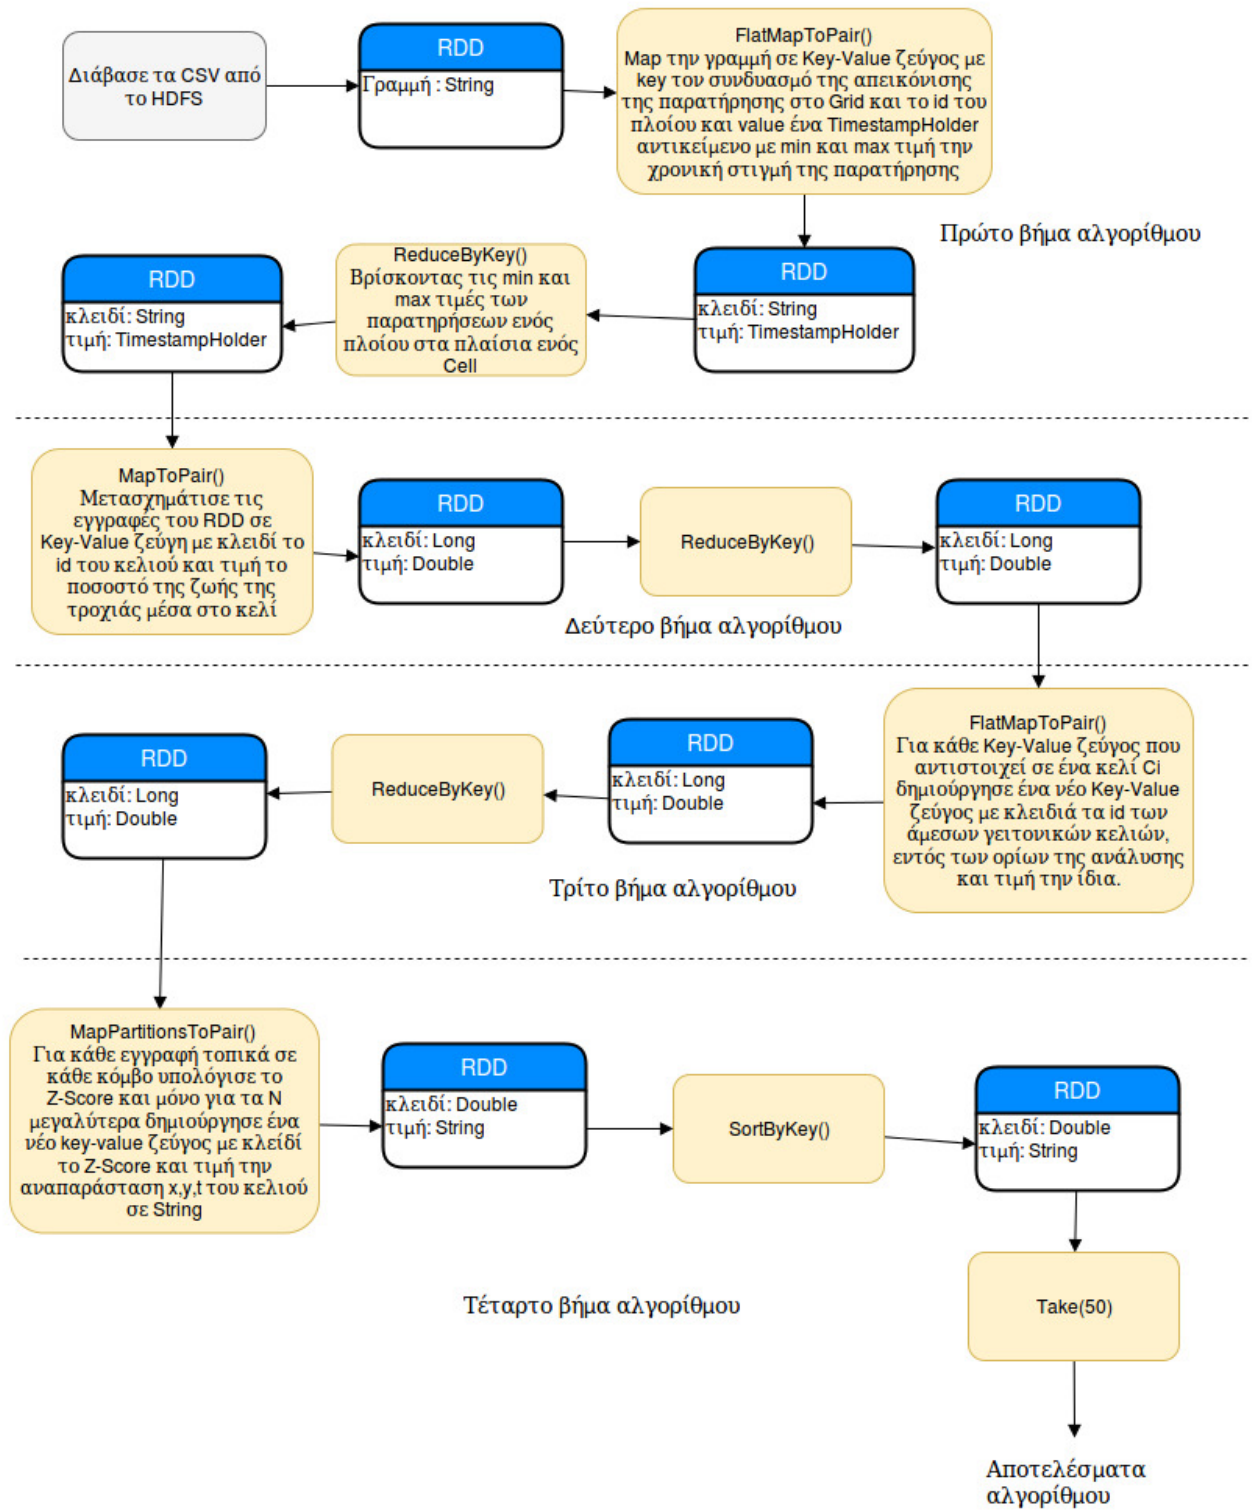 Διάβασε τα CSV από
το HDFS
RDD
Γραμμή : String
FlatMapToPair()
Map την γραμμή σε Key-Value ζεύγος με
key τον συνδυασμό της απεικόνισης
της παρατήρησης στο Grid και το id του
πλοίου και value ένα TimestampHolder
αντικείμενο με min και max τιμή την
χρονική στιγμή της παρατήρησης
Πρώτο βήμα αλγορίθμου
RDD
κλειδί: String
τιμή: TimestampHolder
ReduceByKey()
Βρίσκοντας τις min και
max τιμές των
παρατηρήσεων ενός
πλοίου στα πλαίσια ενός
Cell
RDD
κλειδί: String
τιμή: TimestampHolder
MapToPair()
Μετασχημάτισε τις
εγγραφές του RDD σε
Key-Value ζεύγη με κλειδί το
id του κελιού και τιμή το
ποσοστό της ζωής της
τροχιάς μέσα στο κελί
RDD
κλειδί: Long
τιμή: Double
ReduceByKey()
RDD
κλειδί: Long
τιμή: Double
Δεύτερο βήμα αλγορίθμου
FlatMapToPair()
Για κάθε Key-Value ζεύγος που
αντιστοιχεί σε ένα κελί Ci
δημιούργησε ένα νέο Key-Value
ζεύγος με κλειδιά τα id των
άμεσων γειτονικών κελιών,
εντός των ορίων της ανάλυσης
και τιμή την ίδια.
RDD
κλειδί: Long
τιμή: Double
ReduceByKey()
RDD
κλειδί: Long
τιμή: Double
Τρίτο βήμα αλγορίθμου
MapPartitionsToPair()
Για κάθε εγγραφή τοπικά σε
κάθε κόμβο υπολόγισε το
Z-Score και μόνο για τα N
μεγαλύτερα δημιούργησε ένα
νέο key-value ζεύγος με κλείδί
το Z-Score και τιμή την
αναπαράσταση x,y,t του κελιού
σε String
RDD
κλειδί: Double
τιμή: String
SortByKey()
RDD
κλειδί: Double
τιμή: String
Take(50)
Τέταρτο βήμα αλγορίθμου
Αποτελέσματα
αλγορίθμου